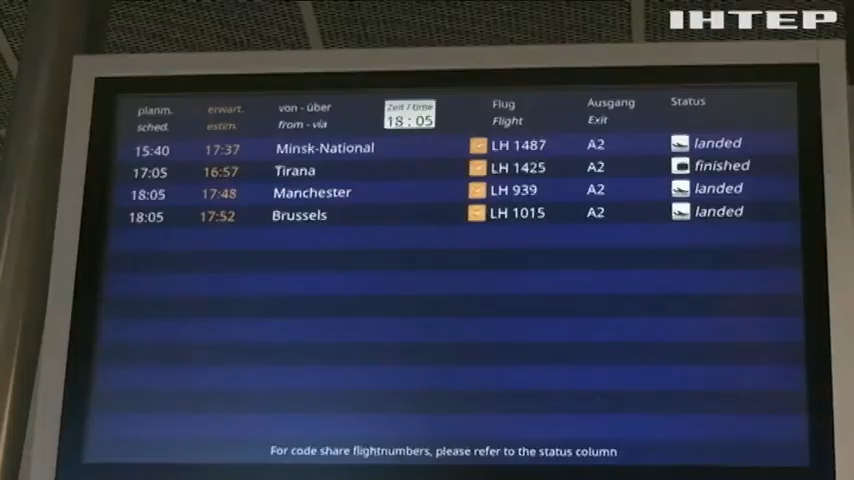 ІНТЕР
planm. erwart. von - über Zeit / time Flug Ausgang Status
sched. estim. from - via 18 : 05 Flight Exit
15:40 17:37 Minsk-National LH 1487 A2 landed
17:05 16:57 Tirana LH 1425 A2 finished
18:05 17:48 Manchester LH 939 A2 landed
18:05 17:52 Brussels LH 1015 A2 landed
For code share flightnumbers, please refer to the status column